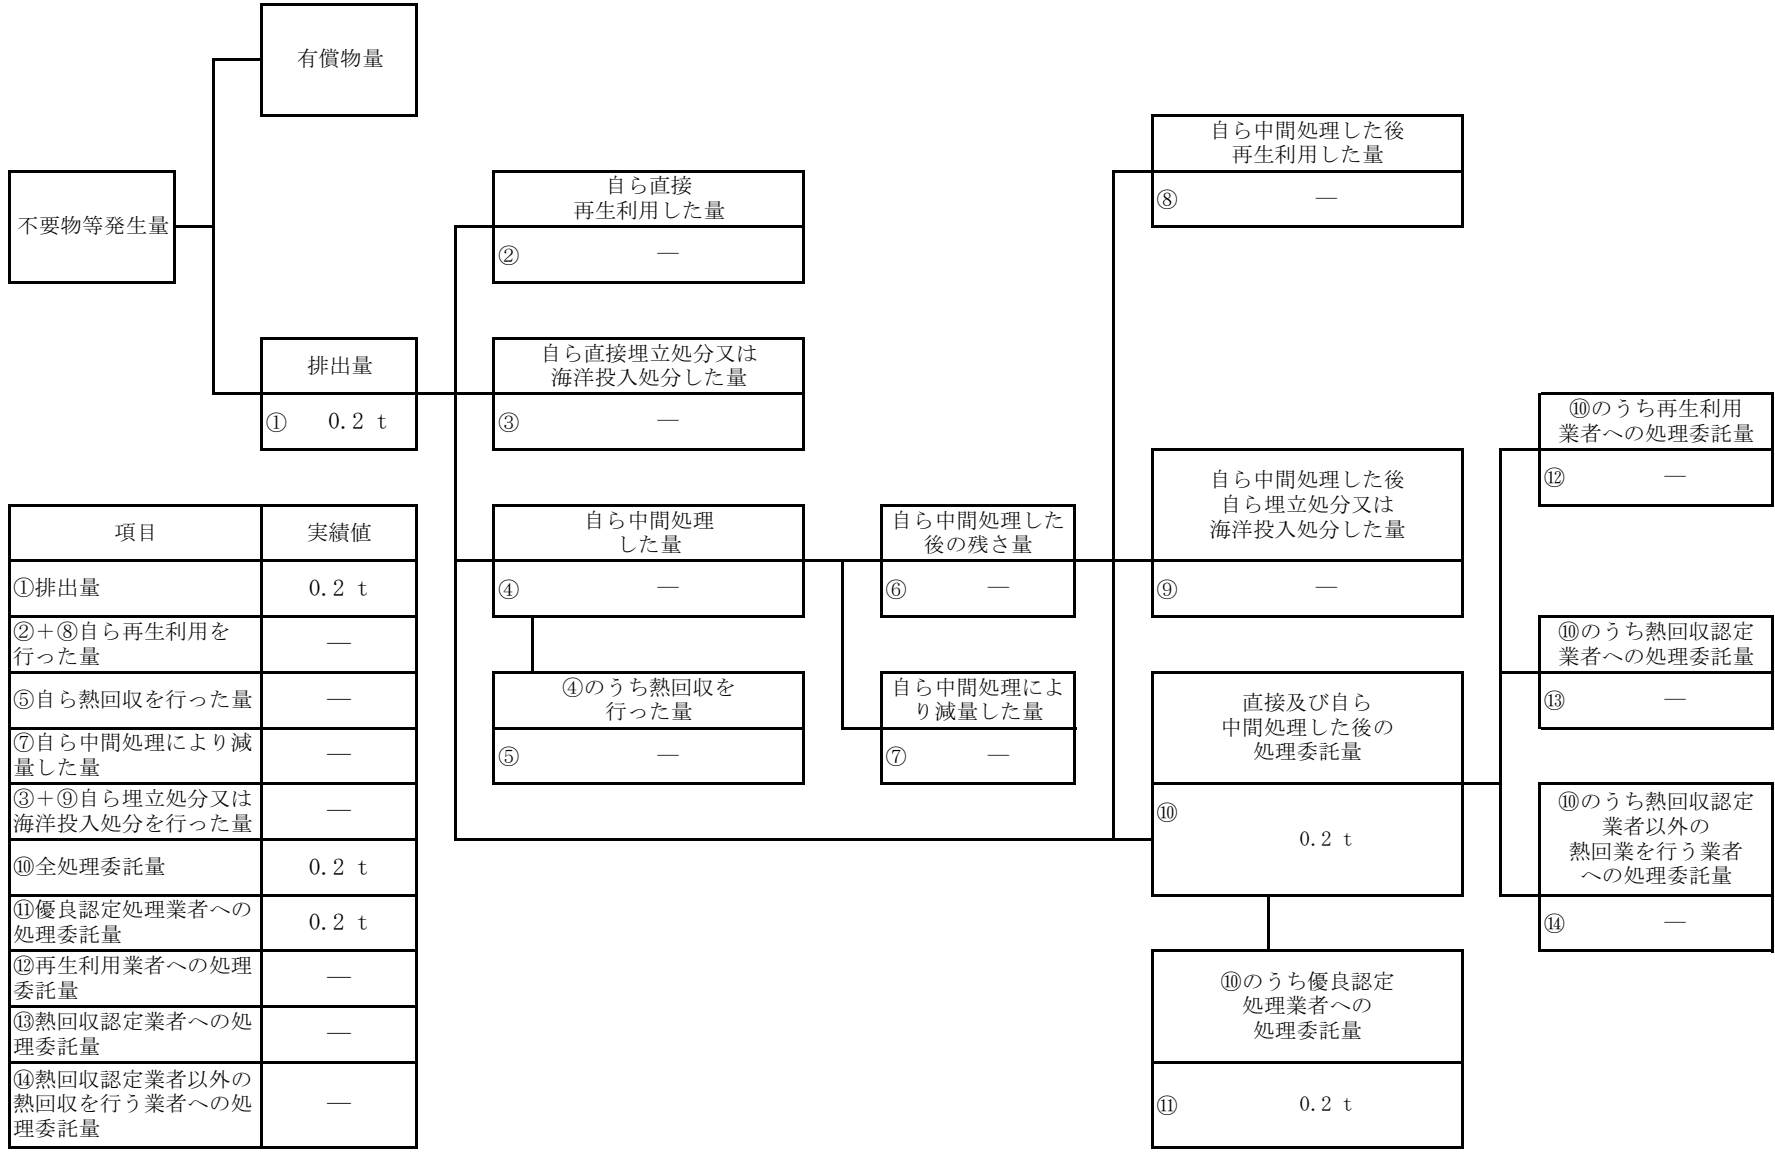 有償物量
不要物等発生量
排出量
① 0.2 t
自ら直接
再生利用した量
② ―
自ら直接埋立処分又は
海洋投入処分した量
③ ―
自ら中間処理
した量
④ ―
④のうち熱回収を
行った量
⑤ ―
自ら中間処理した
後の残さ量
⑥ ―
自ら中間処理によ
り減量した量
⑦ ―
自ら中間処理した後
再生利用した量
⑧ ―
自ら中間処理した後
自ら埋立処分又は
海洋投入処分した量
⑨ ―
直接及び自ら
中間処理した後の
処理委託量
⑩
0.2 t
⑩のうち優良認定
処理業者への
処理委託量
⑪ 0.2 t
⑩のうち再生利用
業者への処理委託量
⑫ ―
⑩のうち熱回収認定
業者への処理委託量
⑬ ―
⑩のうち熱回収認定
業者以外の
熱回業を行う業者
への処理委託量
⑭ ―
項目 実績値
①排出量 0.2 t
②+⑧自ら再生利用を
行った量 ―
⑤自ら熱回収を行った量 ―
⑦自ら中間処理により減
量した量 ―
③+⑨自ら埋立処分又は
海洋投入処分を行った量 ―
⑩全処理委託量 0.2 t
⑪優良認定処理業者への
処理委託量 0.2 t
⑫再生利用業者への処理
委託量 ―
⑬熱回収認定業者への処
理委託量 ―
⑭熱回収認定業者以外の
熱回収を行う業者への処
理委託量 ―